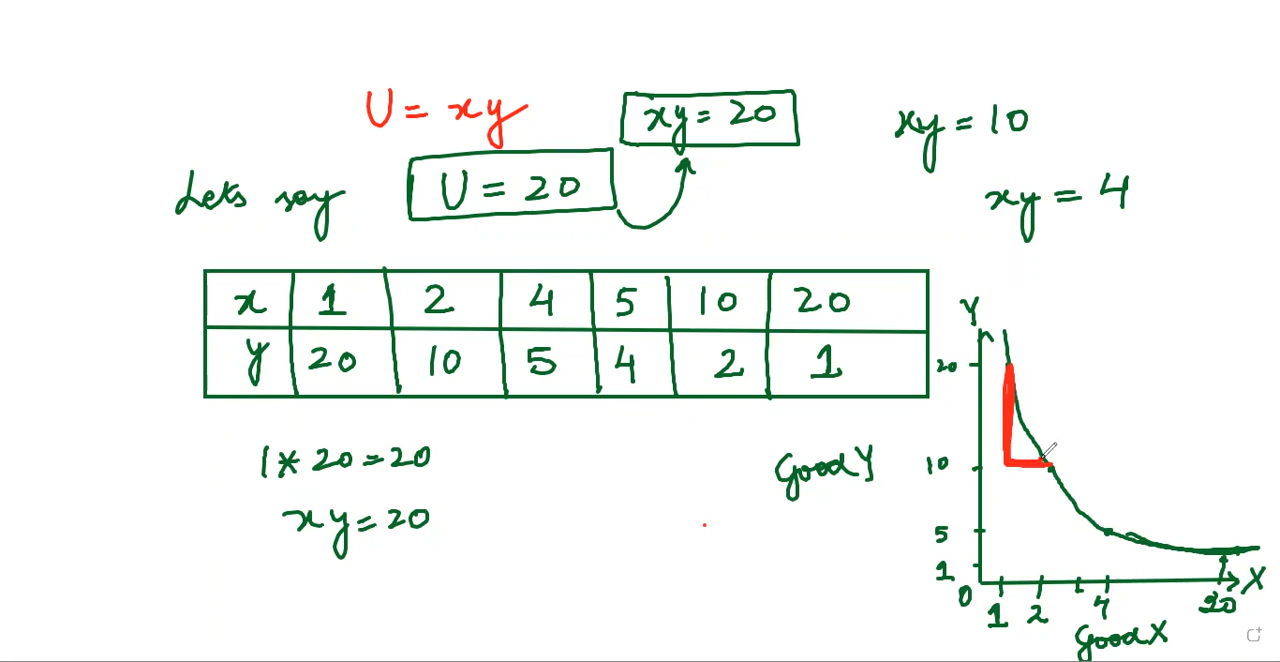 U = xy
xy = 20
xy = 10
Lets say
U = 20
xy = 4
x 1 2 4 5 10 20
y 20 10 5 4 2 1
1 * 20 = 20
xy = 20
Good Y
Y
20
10
5
1
0
1 2 4 20 X
Good X